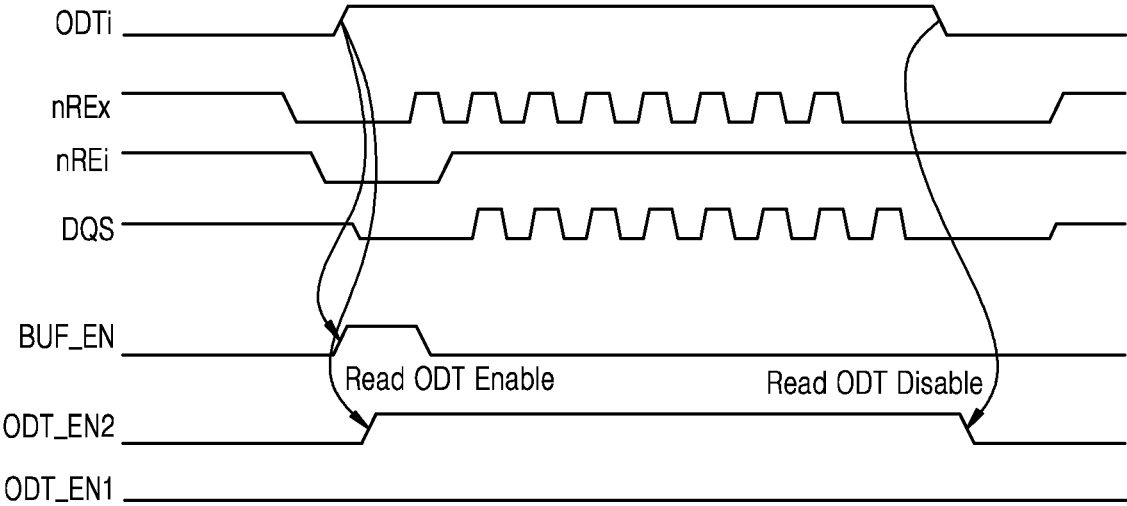 ODTi
nREx
nREi
DQS
BUF_EN
Read ODT Enable
Read ODT Disable
ODT_EN2
ODT_EN1